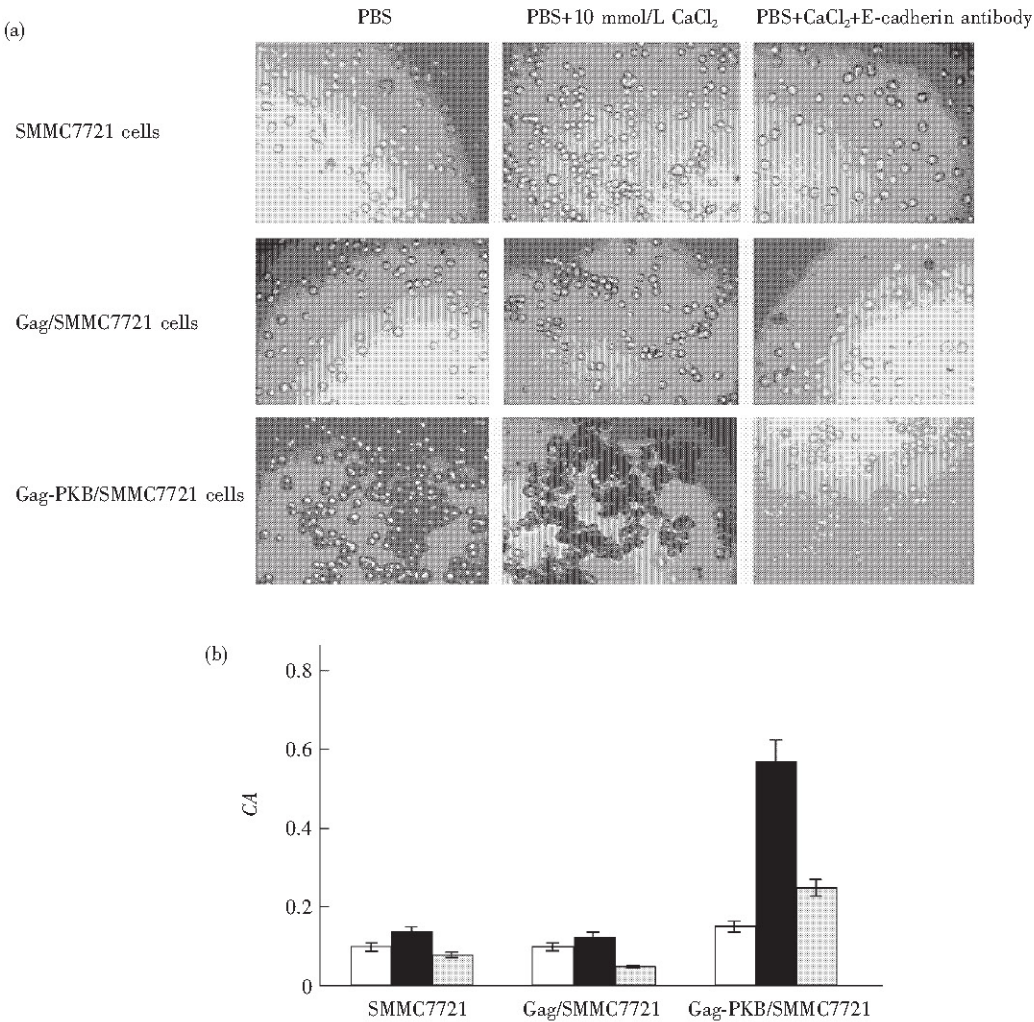 (a)
PBS PBS+10 mmol/L CaCl₂ PBS+CaCl₂+E-cadherin antibody
SMMC7721 cells
Gag/SMMC7721 cells
Gag-PKB/SMMC7721 cells
(b)
0.8
0.6
0.4
0.2
0
CA
SMMC7721 Gag/SMMC7721 Gag-PKB/SMMC7721